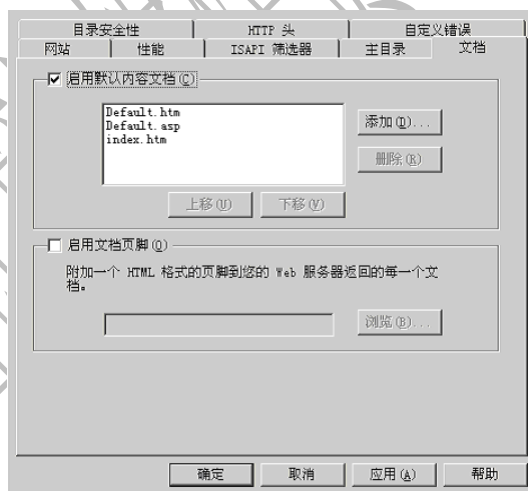 目录安全性 HTTP 头 自定义错误
网站 性能 ISAPI 筛选器 主目录 文档
启用默认内容文档(C)
Default.htm
Default.asp
index.htm
添加(D)...
删除(R)
上移(U) 下移(V)
启用文档页脚(O)
附加一个 HTML 格式的页脚到您的 Web 服务器返回的每一个文
档。
浏览(B)...
确定 取消 应用(A) 帮助